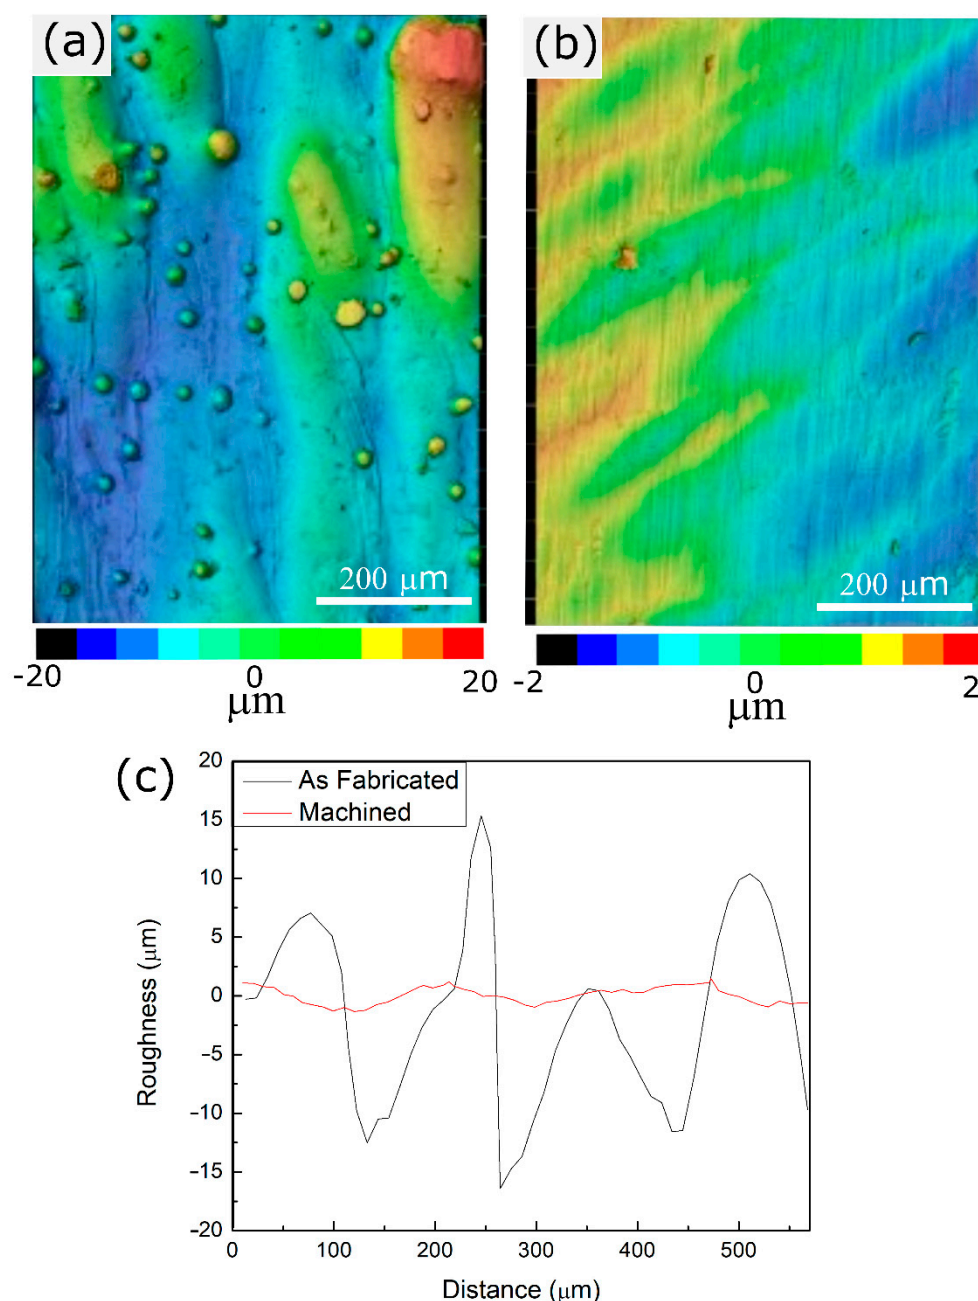 (a)
(b)
200 μm
200 μm
-20 0 20
μm
-2 0 2
μm
(c)
As Fabricated
Machined
20
15
10
5
0
-5
-10
-15
-20
Roughness (μm)
0 100 200 300 400 500
Distance (μm)